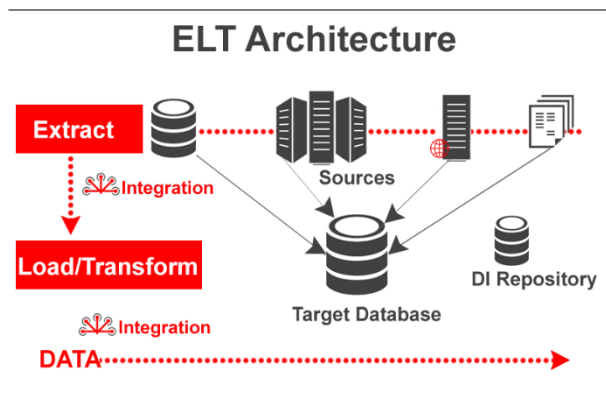 ELT Architecture
Extract
Sources
Integration
Load/Transform
DI Repository
Target Database
Integration
DATA